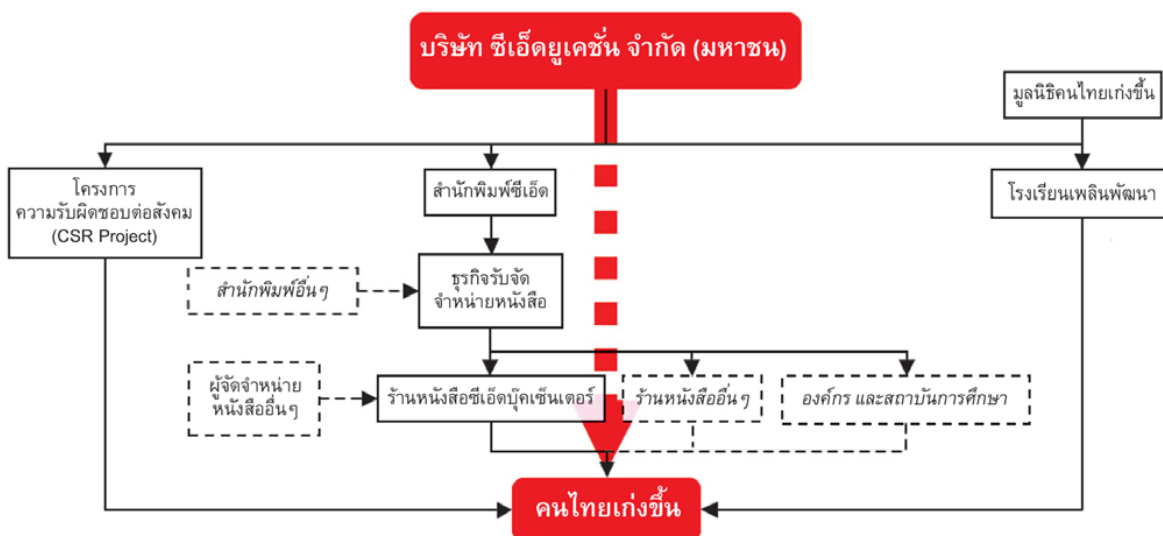 บริษัท ซีเอ็ดยูเคชั่น จำกัด (มหาชน)
มูลนิธิคนไทยเก่งขึ้น
โครงการ
ความรับผิดชอบต่อสังคม
(CSR Project)
สำนักพิมพ์ซีเอ็ด
โรงเรียนเพลินพัฒนา
สำนักพิมพ์อื่นๆ
ธุรกิจรับจัด
จำหน่ายหนังสือ
ผู้จัดจำหน่าย
หนังสืออื่นๆ
ร้านหนังสือซีเอ็ดบุ๊คเซ็นเตอร์
ร้านหนังสืออื่นๆ
องค์กร และสถาบันการศึกษา
คนไทยเก่งขึ้น